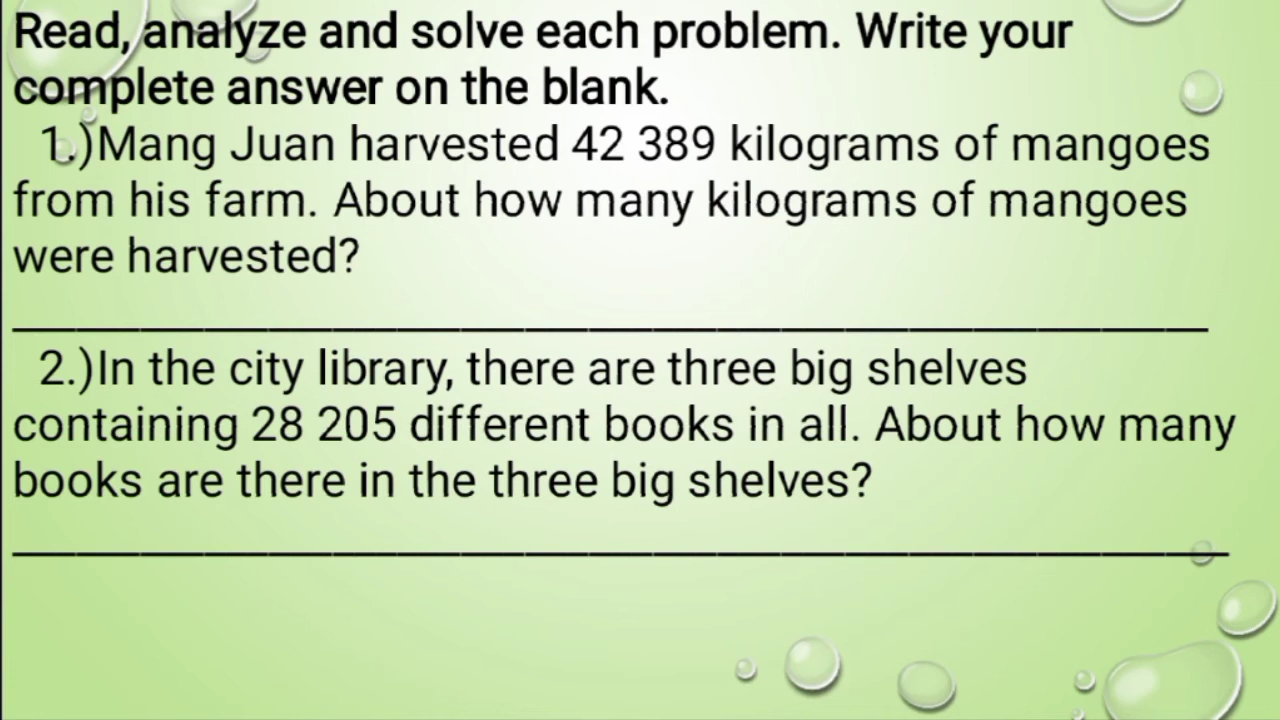 Read, analyze and solve each problem. Write your
complete answer on the blank.
1.)Mang Juan harvested 42 389 kilograms of mangoes
from his farm. About how many kilograms of mangoes
were harvested?
2.)In the city library, there are three big shelves
containing 28 205 different books in all. About how many
books are there in the three big shelves?